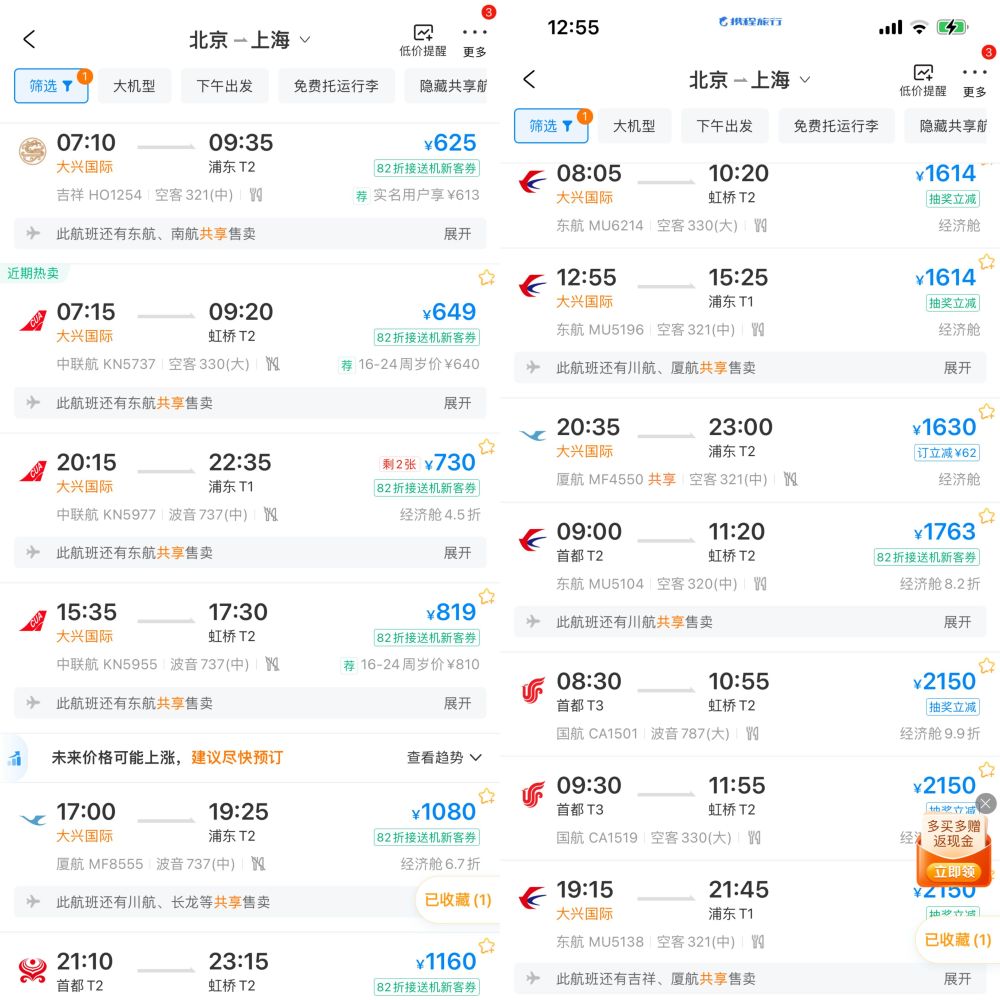 3
北京 上海
低价提醒
更多
筛选
1
大机型
下午出发
免费托运行李
隐藏共享航
07:10
09:35
¥625
大兴国际
浦东 T2
82折接送机新客券
吉祥 HO1254
空客 321(中)
荐 实名用户享 ¥613
此航班还有东航、南航共享售卖
展开
近期热卖
07:15
09:20
¥649
大兴国际
虹桥 T2
82折接送机新客券
中联航 KN5737
空客 330(大)
荐 16-24 周岁价 ¥640
此航班还有东航共享售卖
展开
20:15
22:35
剩2张 ¥730
大兴国际
浦东 T1
82折接送机新客券
中联航 KN5977
波音 737(中)
经济舱 4.5 折
此航班还有东航共享售卖
展开
15:35
17:30
¥819
大兴国际
虹桥 T2
82折接送机新客券
中联航 KN5955
波音 737(中)
荐 16-24 周岁价 ¥810
此航班还有东航共享售卖
展开
未来价格可能上涨，建议尽快预订
查看趋势
17:00
19:25
¥1080
大兴国际
浦东 T2
82折接送机新客券
厦航 MF8555
波音 737(中)
经济舱 6.7 折
此航班还有川航、长龙等共享售卖
已收藏 (1)
21:10
23:15
¥1160
首都 T2
虹桥 T2
82折接送机新客券
12:55
携程旅行
3
北京 上海
低价提醒
更多
筛选
1
大机型
下午出发
免费托运行李
隐藏共享航
08:05
10:20
¥1614
大兴国际
虹桥 T2
抽奖立减
东航 MU6214
空客 330(大)
经济舱
12:55
15:25
¥1614
大兴国际
浦东 T1
抽奖立减
东航 MU5196
空客 321(中)
经济舱
此航班还有川航、厦航共享售卖
展开
20:35
23:00
¥1630
大兴国际
浦东 T2
订立减¥62
厦航 MF4550 共享
空客 321(中)
经济舱
09:00
11:20
¥1763
首都 T2
虹桥 T2
82折接送机新客券
东航 MU5104
空客 320(中)
经济舱 8.2 折
此航班还有川航共享售卖
展开
08:30
10:55
¥2150
首都 T3
虹桥 T2
抽奖立减
国航 CA1501
波音 787(大)
经济舱 9.9 折
09:30
11:55
¥2150
首都 T3
虹桥 T2
抽奖立减
国航 CA1519
空客 330(大)
多买多赠
返现金
立即领
19:15
21:45
¥2150
大兴国际
浦东 T1
抽奖立减
东航 MU5138
空客 321(中)
已收藏 (1)
此航班还有吉祥、厦航共享售卖
展开